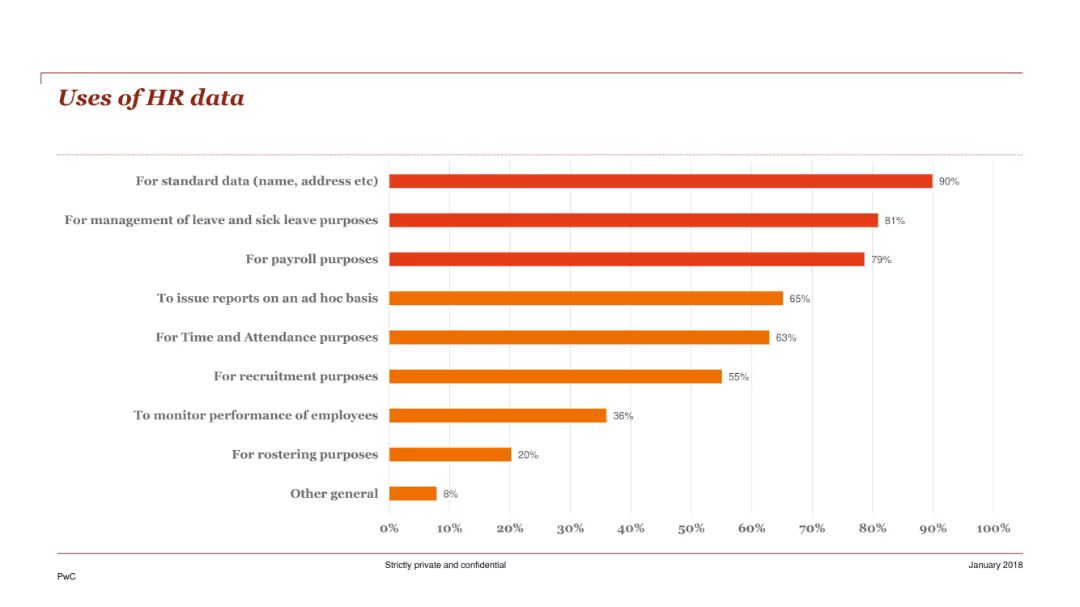 Uses of HR data
For standard data (name, address etc) 90%
For management of leave and sick leave purposes 81%
For payroll purposes 79%
To issue reports on an ad hoc basis 65%
For Time and Attendance purposes 63%
For recruitment purposes 55%
To monitor performance of employees 36%
For rostering purposes 20%
Other general 8%
0% 10% 20% 30% 40% 50% 60% 70% 80% 90% 100%
Strictly private and confidential January 2018
PwC